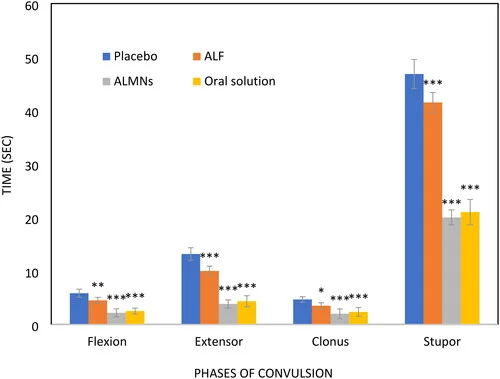 60
50
40
30
20
10
0
TIME (SEC)
Placebo
ALF
ALMNs
Oral solution
** *** ***
*** *** ***
* *** ***
*** *** ***
Flexion
Extensor
Clonus
Stupor
PHASES OF CONVULSION